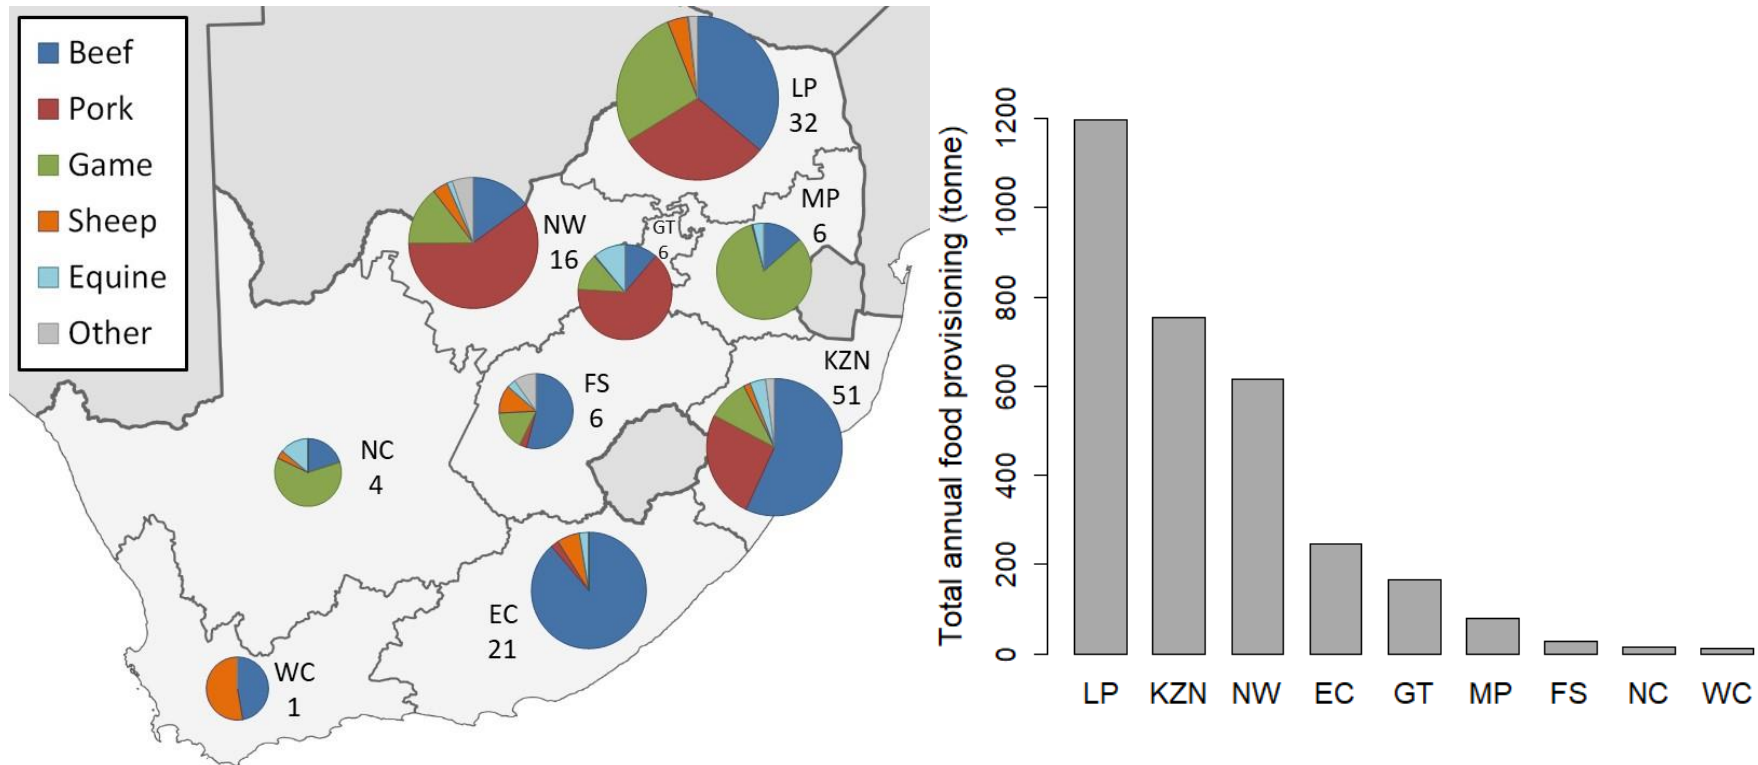 Beef
Pork
Game
Sheep
Equine
Other
LP
32
MP
6
NW
16
GT
6
KZN
51
FS
6
NC
4
EC
21
WC
1
Total annual food provisioning (tonne)
1200
1000
800
600
400
200
0
LP KZN NW EC GT MP FS NC WC